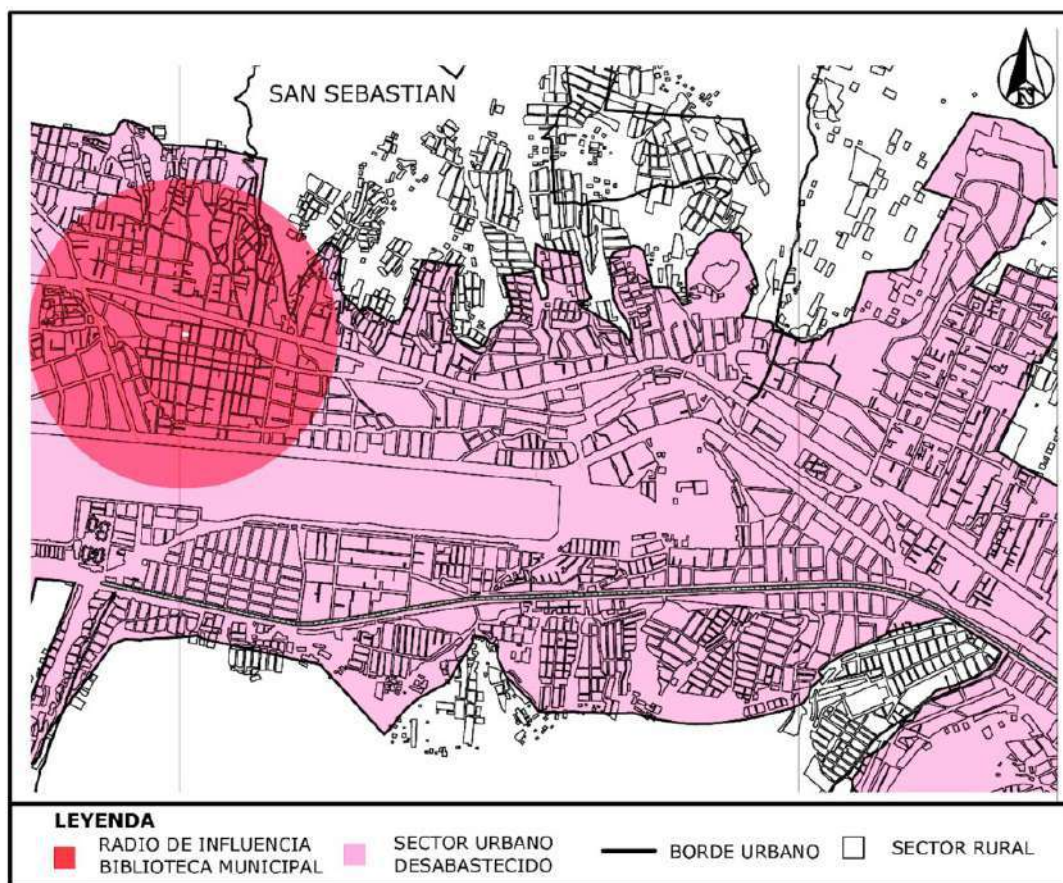 SAN SEBASTIAN
N
LEYENDA
RADIO DE INFLUENCIA
BIBLIOTECA MUNICIPAL
SECTOR URBANO
DESABASTECIDO
BORDE URBANO
SECTOR RURAL